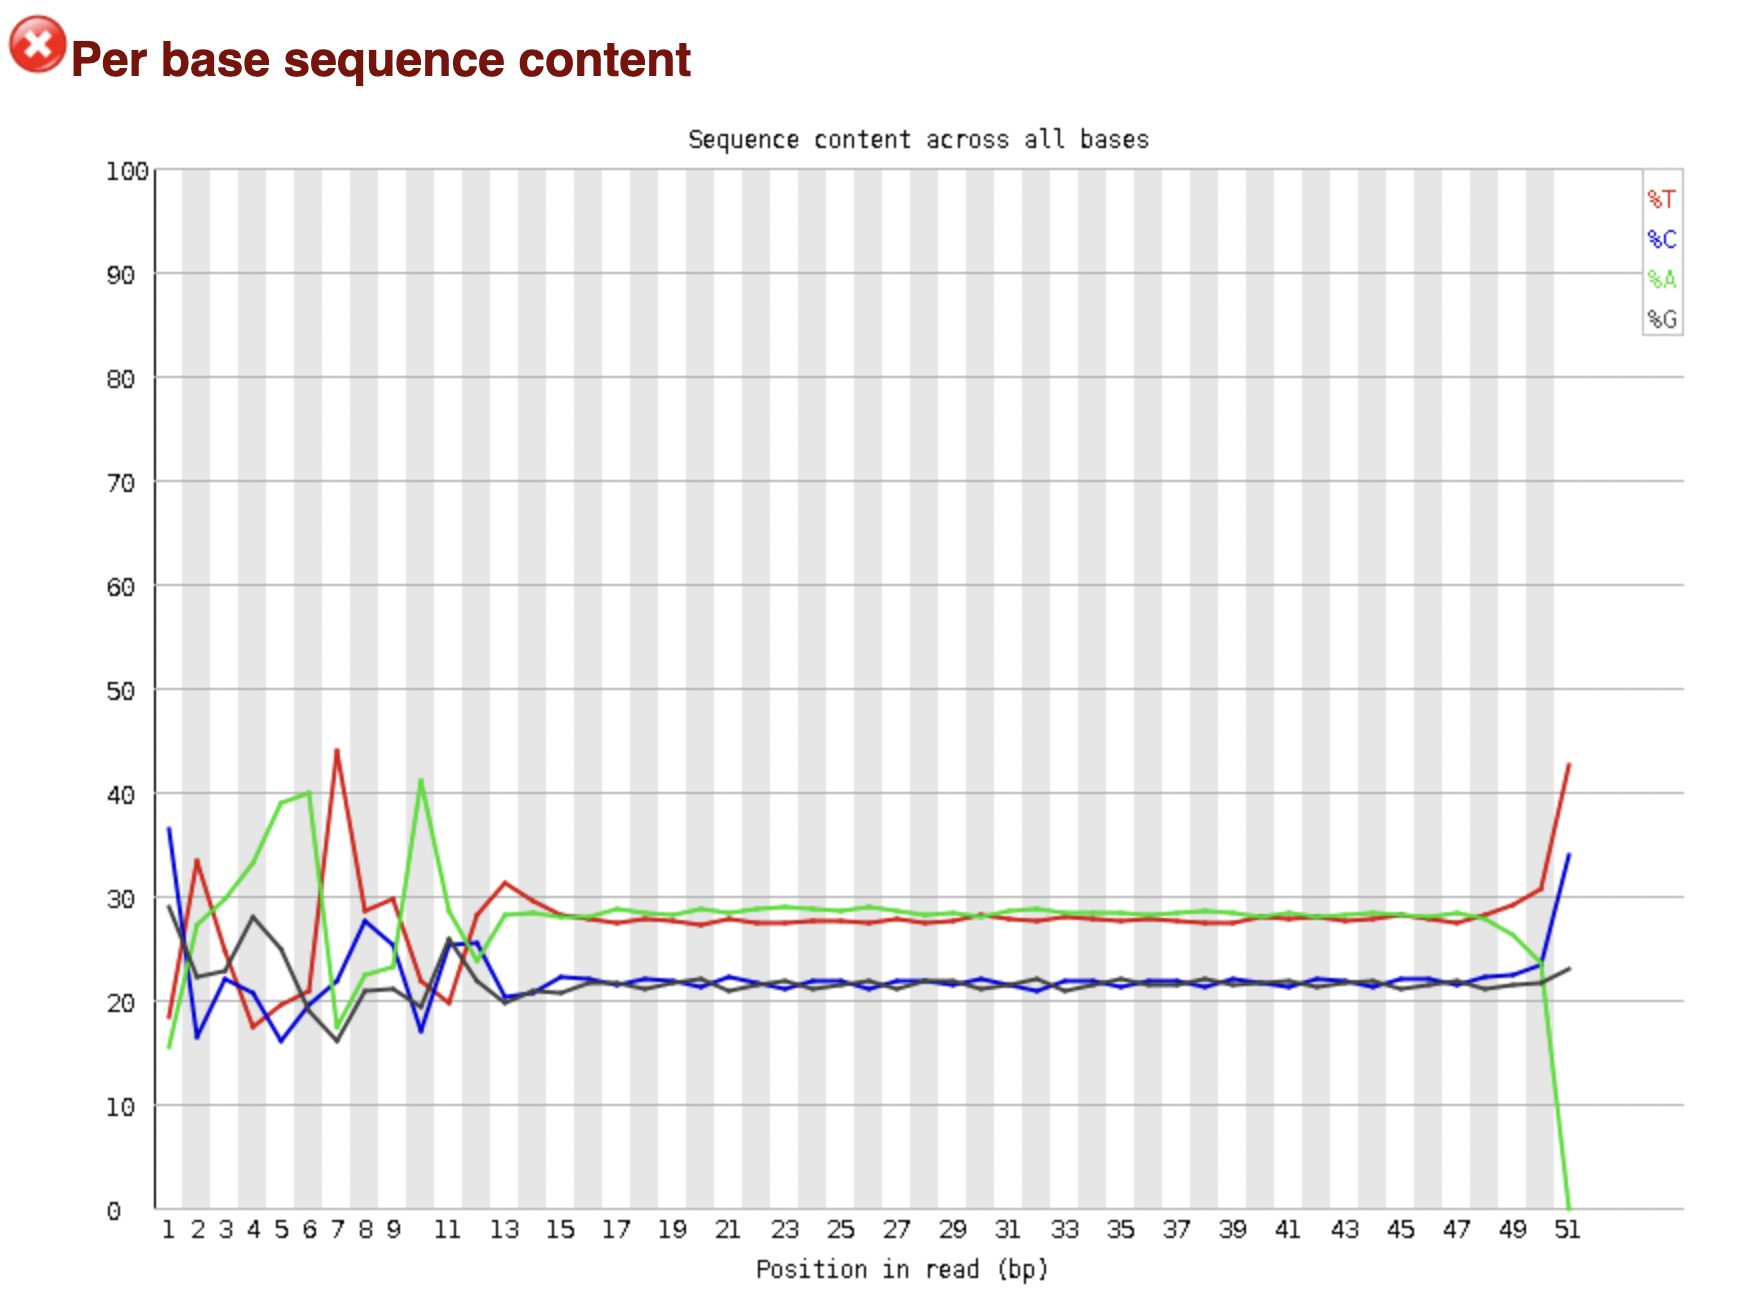 Per base sequence content
Sequence content across all bases
100
90
80
70
60
50
40
30
20
10
0
%T
%C
%A
%G
1 2 3 4 5 6 7 8 9 11 13 15 17 19 21 23 25 27 29 31 33 35 37 39 41 43 45 47 49 51
Position in read (bp)